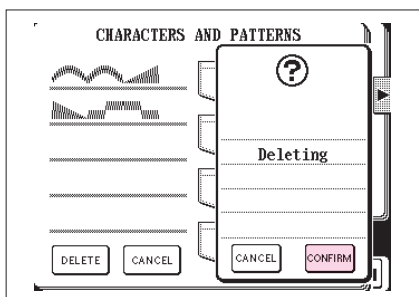 CHARACTERS AND PATTERNS
?
Deleting
DELETE CANCEL
CANCEL CONFIRM